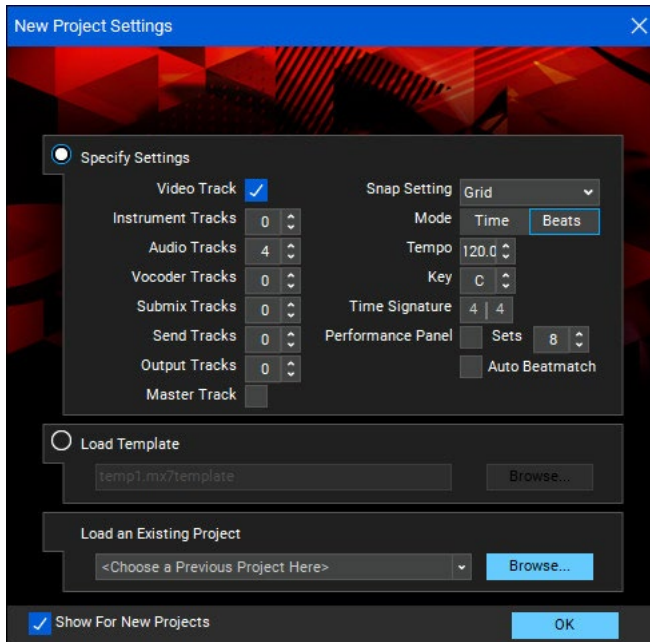 New Project Settings
Specify Settings
Video Track
Instrument Tracks 0
Audio Tracks 4
Vocoder Tracks 0
Submix Tracks 0
Send Tracks 0
Output Tracks 0
Master Track
Snap Setting Grid
Mode Time Beats
Tempo 120.0
Key C
Time Signature 4 | 4
Performance Panel Sets 8
Auto Beatmatch
Load Template
temp1.mx7template Browse...
Load an Existing Project
<Choose a Previous Project Here> Browse...
Show For New Projects OK